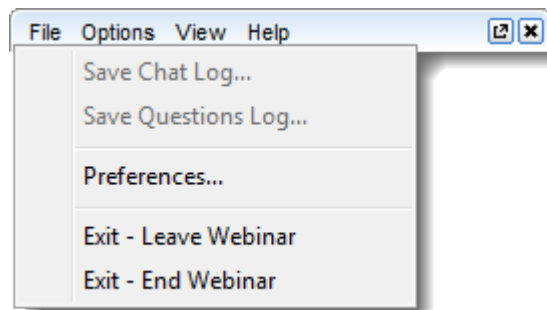 File Options View Help
Save Chat Log...
Save Questions Log...
Preferences...
Exit - Leave Webinar
Exit - End Webinar